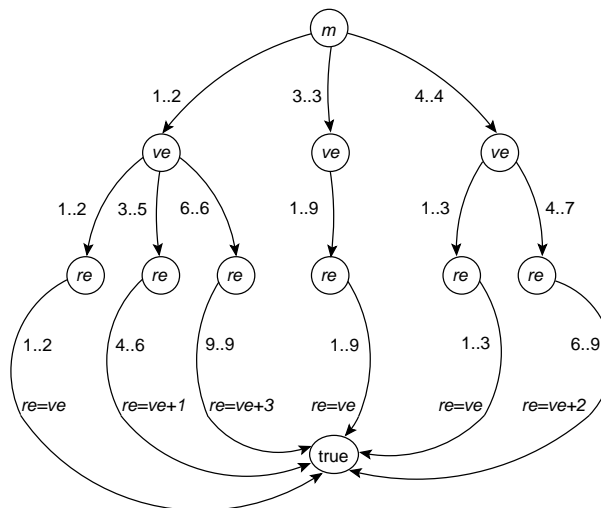 m
1..2 3..3 4..4
ve ve ve
1..2 3..5 6..6 1..9 1..3 4..7
re re re re re re
1..2 4..6 9..9 1..9 1..3 6..9
re=ve re=ve+1 re=ve+3 re=ve re=ve re=ve+2
true